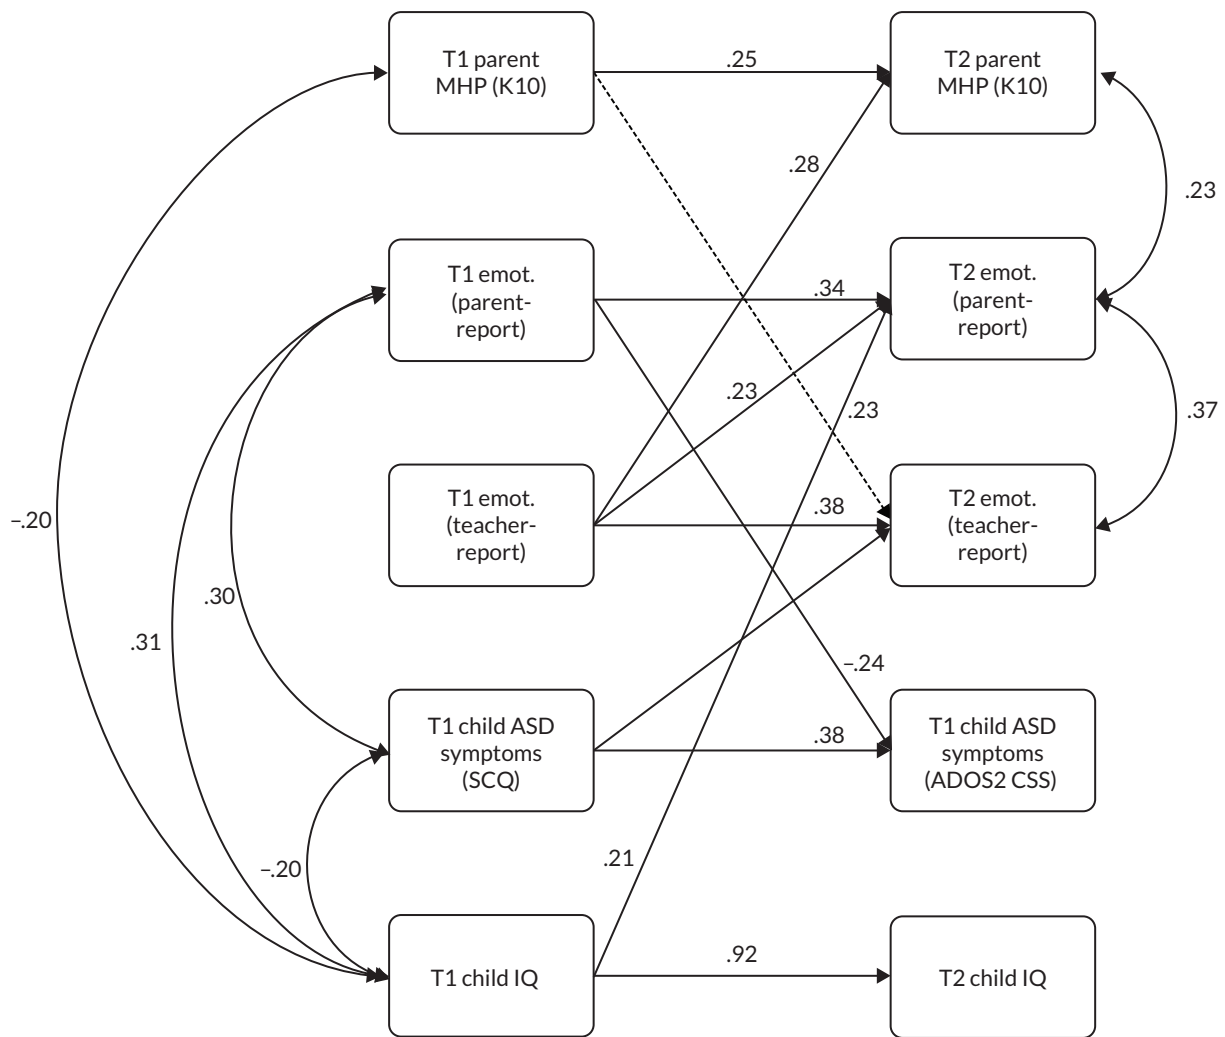 T1 parent
MHP (K10)
.25
T2 parent
MHP (K10)
.28
.23
T1 emot.
(parent-
report)
.34
T2 emot.
(parent-
report)
.23
.23
.37
T1 emot.
(teacher-
report)
.38
T2 emot.
(teacher-
report)
–.20
.30
.31
–.24
T1 child ASD
symptoms
(SCQ)
.38
T1 child ASD
symptoms
(ADOS2 CSS)
–.20
.21
T1 child IQ
.92
T2 child IQ